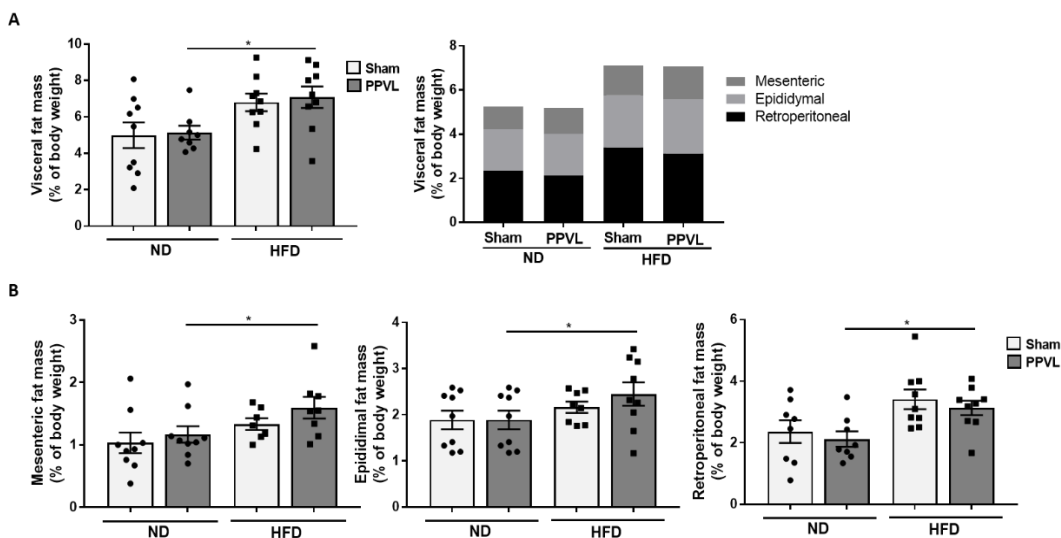 A
Visceral fat mass
(% of body weight)
10
8
6
4
2
0
*
Sham
PPVL
ND
HFD
Visceral fat mass
(% of body weight)
8
6
4
2
0
Mesenteric
Epididymal
Retroperitoneal
Sham
PPVL
Sham
PPVL
ND
HFD
B
Mesenteric fat mass
(% of body weight)
3
2
1
0
*
ND
HFD
Epididimal fat mass
(% of body weight)
4
3
2
1
0
*
ND
HFD
Retroperitoneal fat mass
(% of body weight)
6
4
2
0
*
Sham
PPVL
ND
HFD